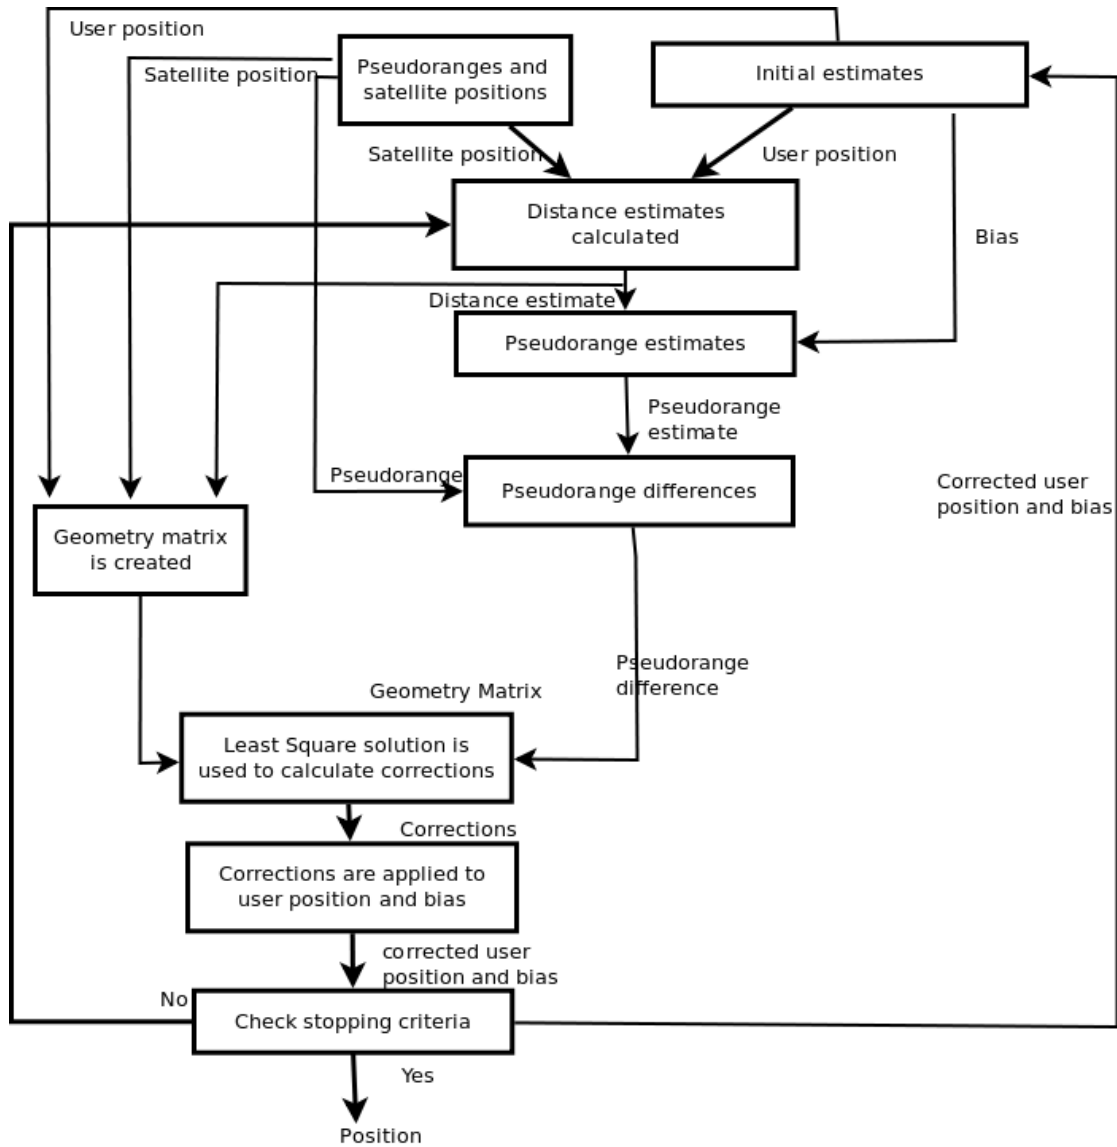 User position
Pseudoranges and
satellite positions
Initial estimates
Satellite position
Satellite position
User position
Distance estimates
calculated
Bias
Distance estimate
Pseudorange estimates
Pseudorange
estimate
Pseudorange
Pseudorange differences
Corrected user
position and bias
Geometry matrix
is created
Pseudorange
difference
Geometry Matrix
Least Square solution is
used to calculate corrections
Corrections
Corrections are applied to
user position and bias
corrected user
position and bias
No
Check stopping criteria
Yes
Position